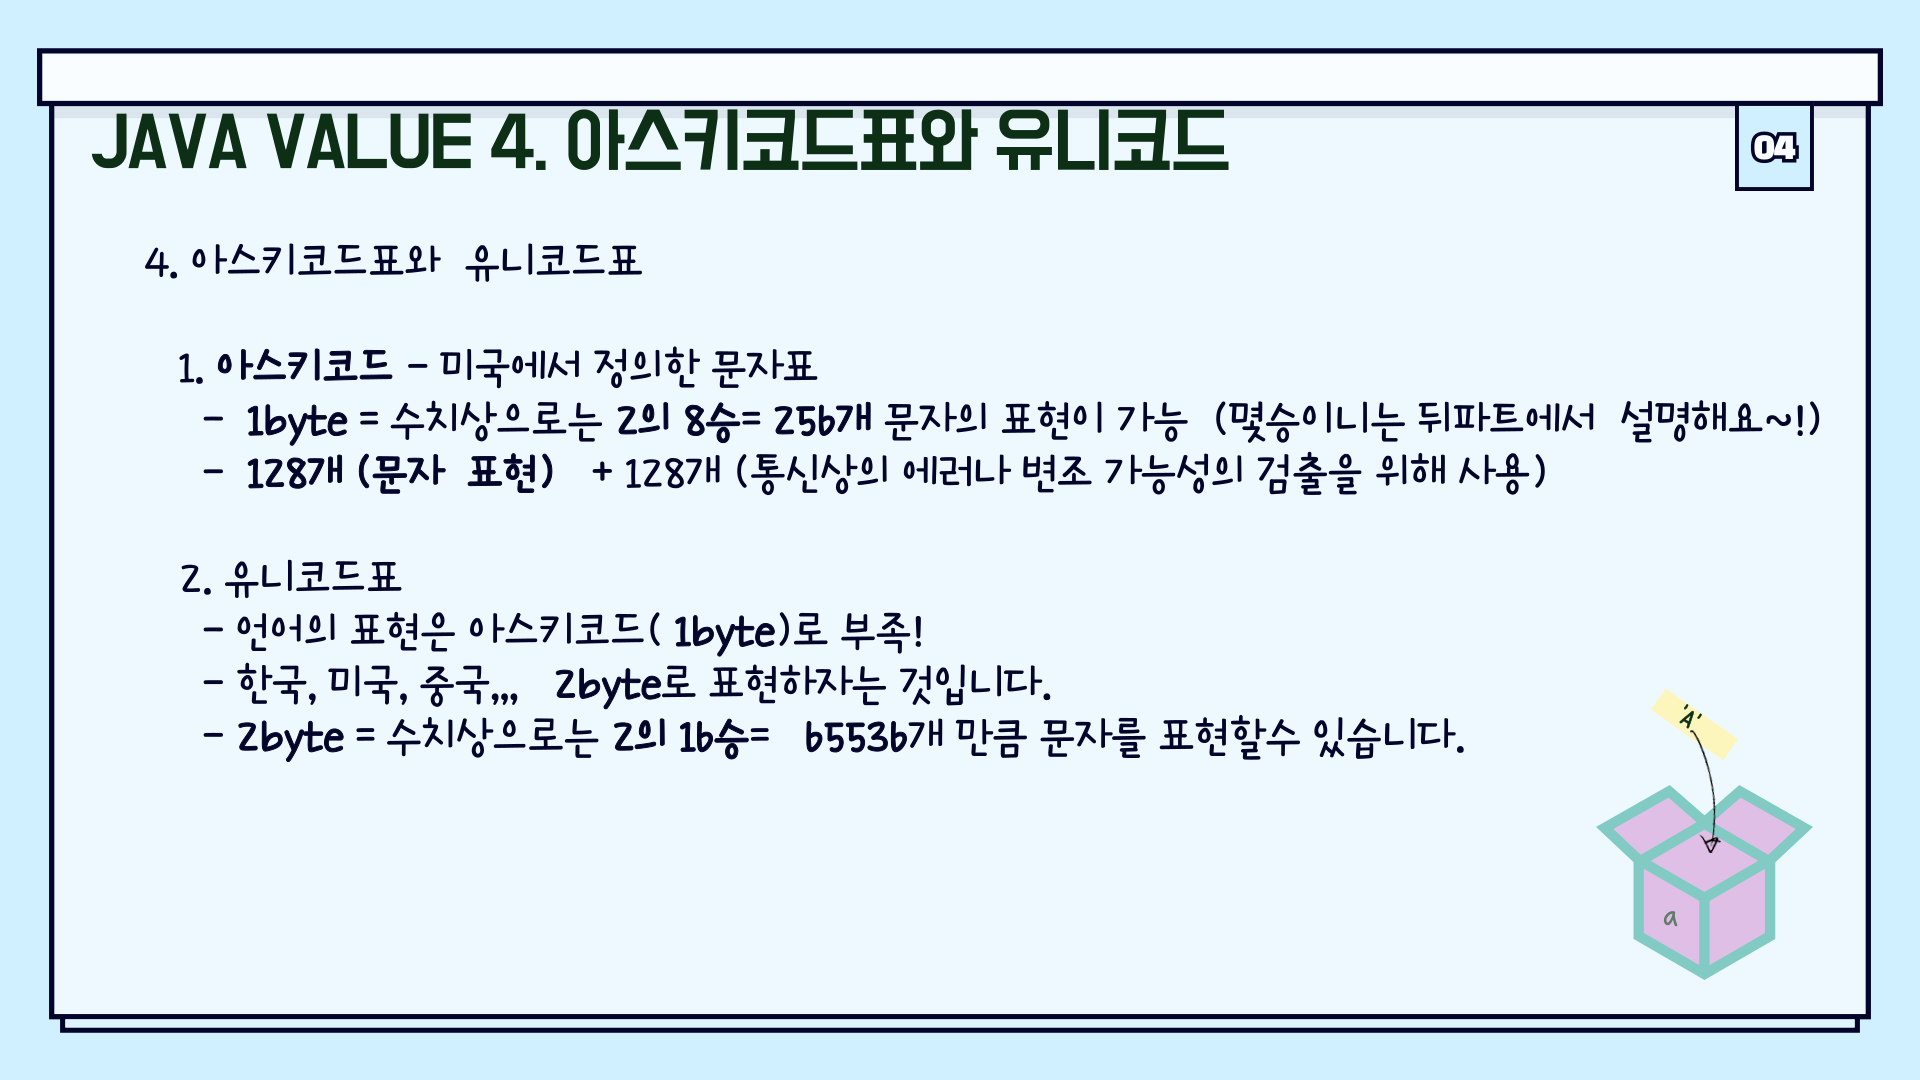 JAVA VALUE 4. 아스키코드표와 유니코드
04
4. 아스키코드표와 유니코드표
1. 아스키코드 - 미국에서 정의한 문자표
- 1byte = 수치상으로는 2의 8승= 256개 문자의 표현이 가능 (몇승이니는 뒤파트에서 설명해요~!)
- 128개 (문자 표현) + 128개 (통신상의 에러나 변조 가능성의 검출을 위해 사용)
2. 유니코드표
- 언어의 표현은 아스키코드( 1byte)로 부족!
- 한국, 미국, 중국,,, 2byte로 표현하자는 것입니다.
- 2byte = 수치상으로는 2의 16승= 65536개 만큼 문자를 표현할수 있습니다.
'A'
a